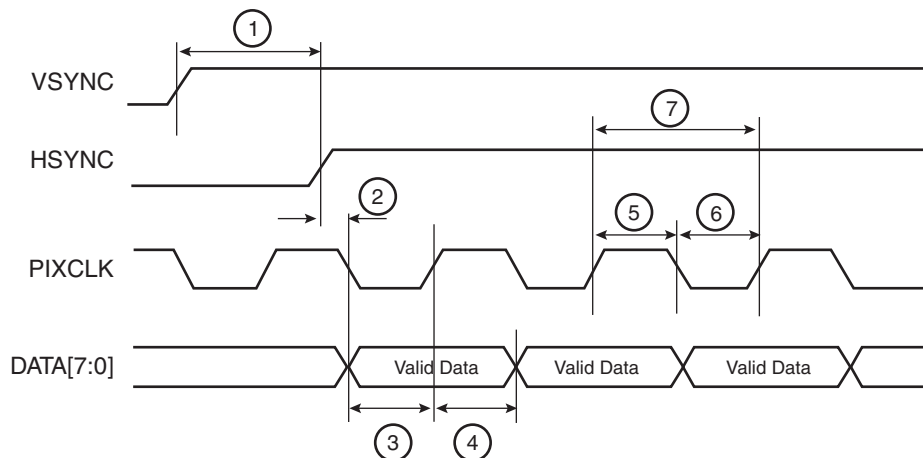 1
VSYNC
7
HSYNC
2
5
6
PIXCLK
DATA[7:0]
Valid Data
Valid Data
Valid Data
3
4